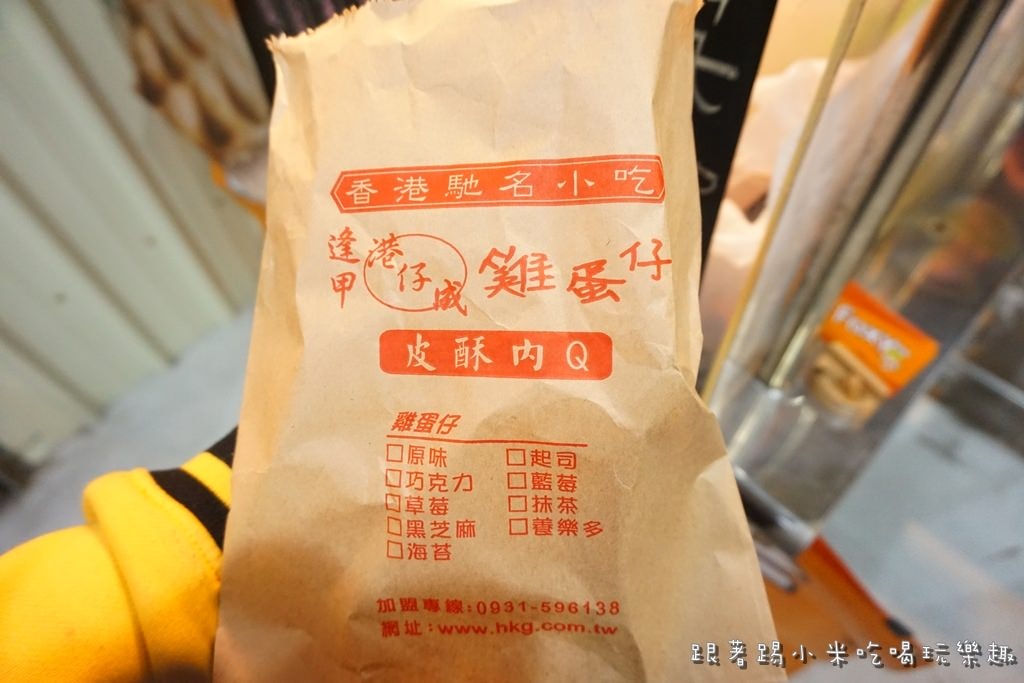 香港馳名小吃
逢甲 港仔成 雞蛋仔
皮酥內Q
雞蛋仔
□原味 □起司
□巧克力 □藍莓
□草莓 □抹茶
□黑芝麻 □養樂多
□海苔
加盟專線:0931-596138
網址:www.hkg.com.tw
跟著踢小米吃喝玩樂趣